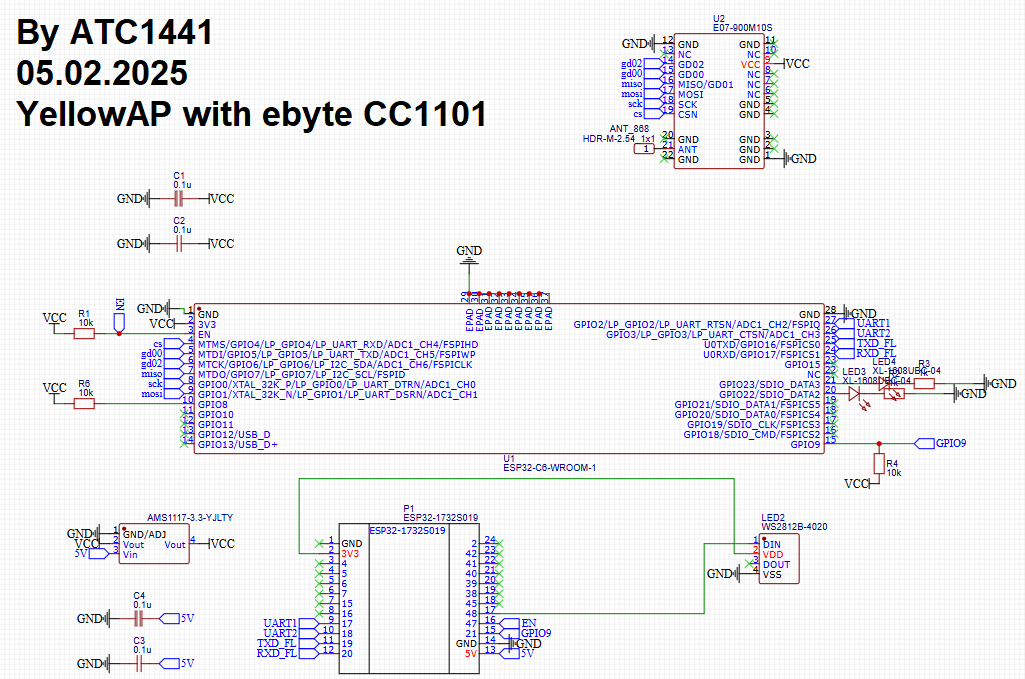 By ATC1441
05.02.2025
YellowAP with ebyte CC1101
U2
E07-900M10S
GND 12 GND GND 11
13 NC NC 10
gd02 14 GD02 VCC 9 VCC
gd00 15 GD00 NC 8
miso 16 MISO/GD01 NC 7
mosi 17 MOSI NC 6
sck 18 SCK GND 5
cs 19 CSN GND 4
ANT_868
HDR-M-2.54_1x1
20 GND GND 3
1 21 ANT GND 2
22 GND GND 1 GND
C1
0.1u
GND VCC
C2
0.1u
GND VCC
GND
29 30 31 32 33 34 35 36 37
EPAD EPAD EPAD EPAD EPAD EPAD EPAD EPAD EPAD
VCC R1 10k EN
GND 1 GND
VCC 2 3V3
3 EN
cs 4 MTMS/GPIO4/LP_GPIO4/LP_UART_RXD/ADC1_CH4/FSPIHD
gd00 5 MTDI/GPIO5/LP_GPIO5/LP_UART_TXD/ADC1_CH5/FSPIWP
gd02 6 MTCK/GPIO6/LP_GPIO6/LP_I2C_SDA/ADC1_CH6/FSPICLK
miso 7 MTDO/GPIO7/LP_GPIO7/LP_I2C_SCL/FSPID
sck 8 GPIO0/XTAL_32K_P/LP_GPIO0/LP_UART_DTRN/ADC1_CH0
mosi 9 GPIO1/XTAL_32K_N/LP_GPIO1/LP_UART_DSRN/ADC1_CH1
VCC R6 10k
10 GPIO8
11 GPIO10
12 GPIO11
13 GPIO12/USB_D
14 GPIO13/USB_D+
GND 28 GND
GPIO2/LP_GPIO2/LP_UART_RTSN/ADC1_CH2/FSPIQ 27 UART1
GPIO3/LP_GPIO3/LP_UART_CTSN/ADC1_CH3 26 UART2
U0TXD/GPIO16/FSPICS0 25 TXD_FL
U0RXD/GPIO17/FSPICS1 24 RXD_FL
GPIO15 23
NC 22
GPIO23/SDIO_DATA3 21
GPIO22/SDIO_DATA2 20
GPIO21/SDIO_DATA1/FSPICS5 19
GPIO20/SDIO_DATA0/FSPICS4 18
GPIO19/SDIO_CLK/FSPICS3 17
GPIO18/SDIO_CMD/FSPICS2 16
GPIO9 15 GPIO9
LED4
R3
LED3
GND
GND
R4
10k
VCC
U1
ESP32-C6-WROOM-1
AMS1117-3.3-YJLTY
GND 1 GND/ADJ
VCC 2 Vout Vout 4 VCC
5V 3 Vin
C4
0.1u
GND 5V
C3
0.1u
GND 5V
P1
ESP32-1732S019
ESP32-1732S019
1 GND 2 24
2 3V3 42 23
3 4 41 22
4 5 40 21
5 6 39 20
6 7 38 19
7 15 45 18
8 16 48 17
UART1 9 17 47 16 EN
UART2 10 18 21 15 GPIO9
TXD_FL 11 19 GND 14 GND
RXD_FL 12 20 5V 13 5V
LED2
WS2812B-4020
1 DIN
2 VDD
3 DOUT
GND 4 VSS